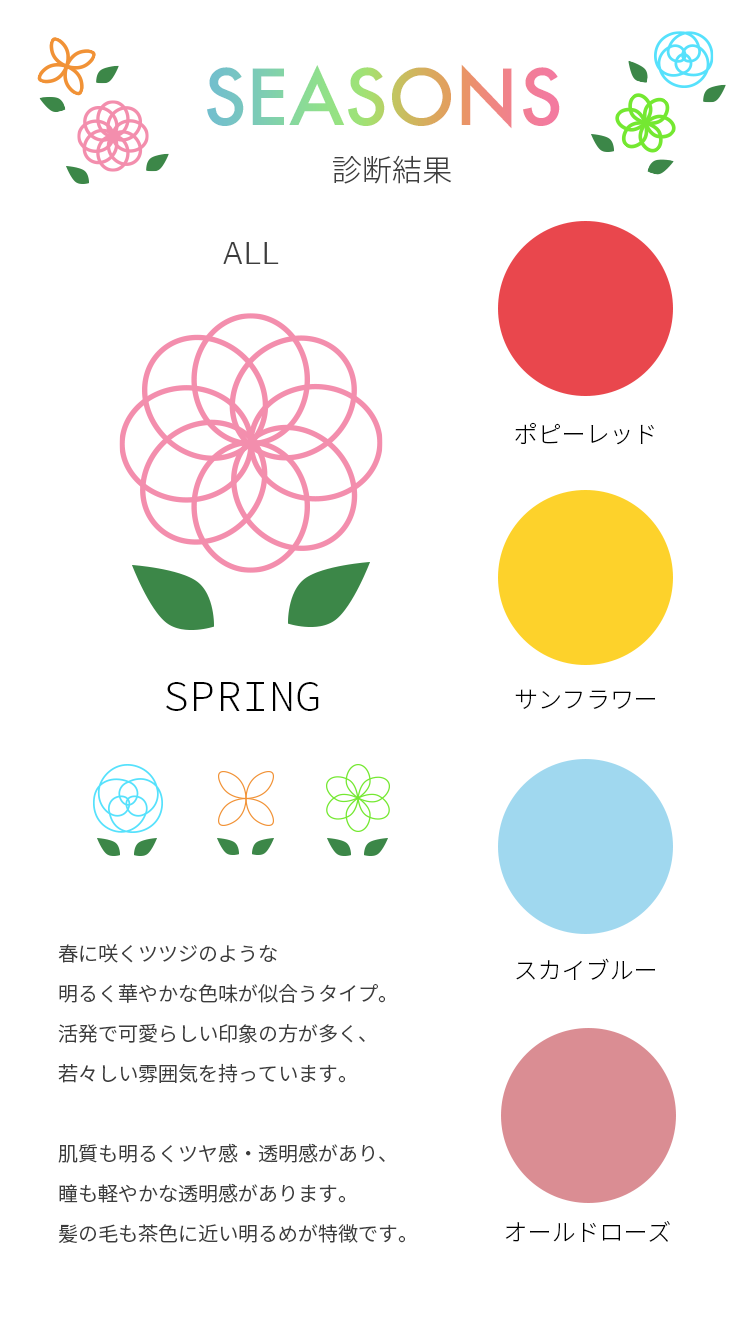 SEASONS
診断結果
ALL
SPRING
春に咲くツツジのような
明るく華やかな色味が似合うタイプ。
活発で可愛らしい印象の方が多く、
若々しい雰囲気を持っています。
肌質も明るくツヤ感・透明感があり、
瞳も軽やかな透明感があります。
髪の毛も茶色に近い明るめが特徴です。
ポピーレッド
サンフラワー
スカイブルー
オールドローズ